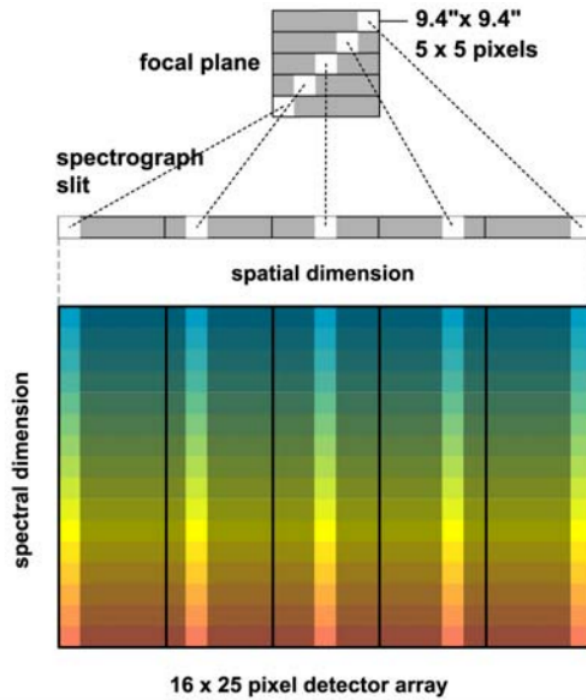 9.4"x 9.4"
5 x 5 pixels
focal plane
spectrograph
slit
spatial dimension
spectral dimension
16 x 25 pixel detector array